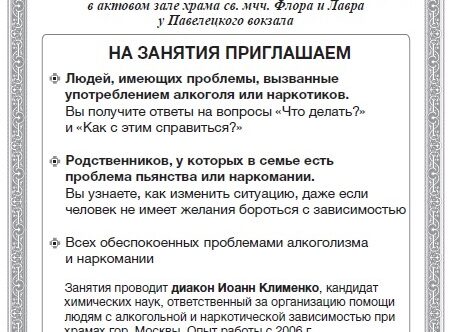 в актовом зале храма св. мчч. Флора и Лавра
у Павелецкого вокзала
НА ЗАНЯТИЯ ПРИГЛАШАЕМ
Людей, имеющих проблемы, вызванные
употреблением алкоголя или наркотиков.
Вы получите ответы на вопросы «Что делать?»
и «Как с этим справиться?»
Родственников, у которых в семье есть
проблема пьянства или наркомании.
Вы узнаете, как изменить ситуацию, даже если
человек не имеет желания бороться с зависимостью
Всех обеспокоенных проблемами алкоголизма
и наркомании
Занятия проводит диакон Иоанн Клименко, кандидат
химических наук, ответственный за организацию помощи
людям с алкогольной и наркотической зависимостью при
храмах гор. Москвы. Опыт работы с 2006 г.